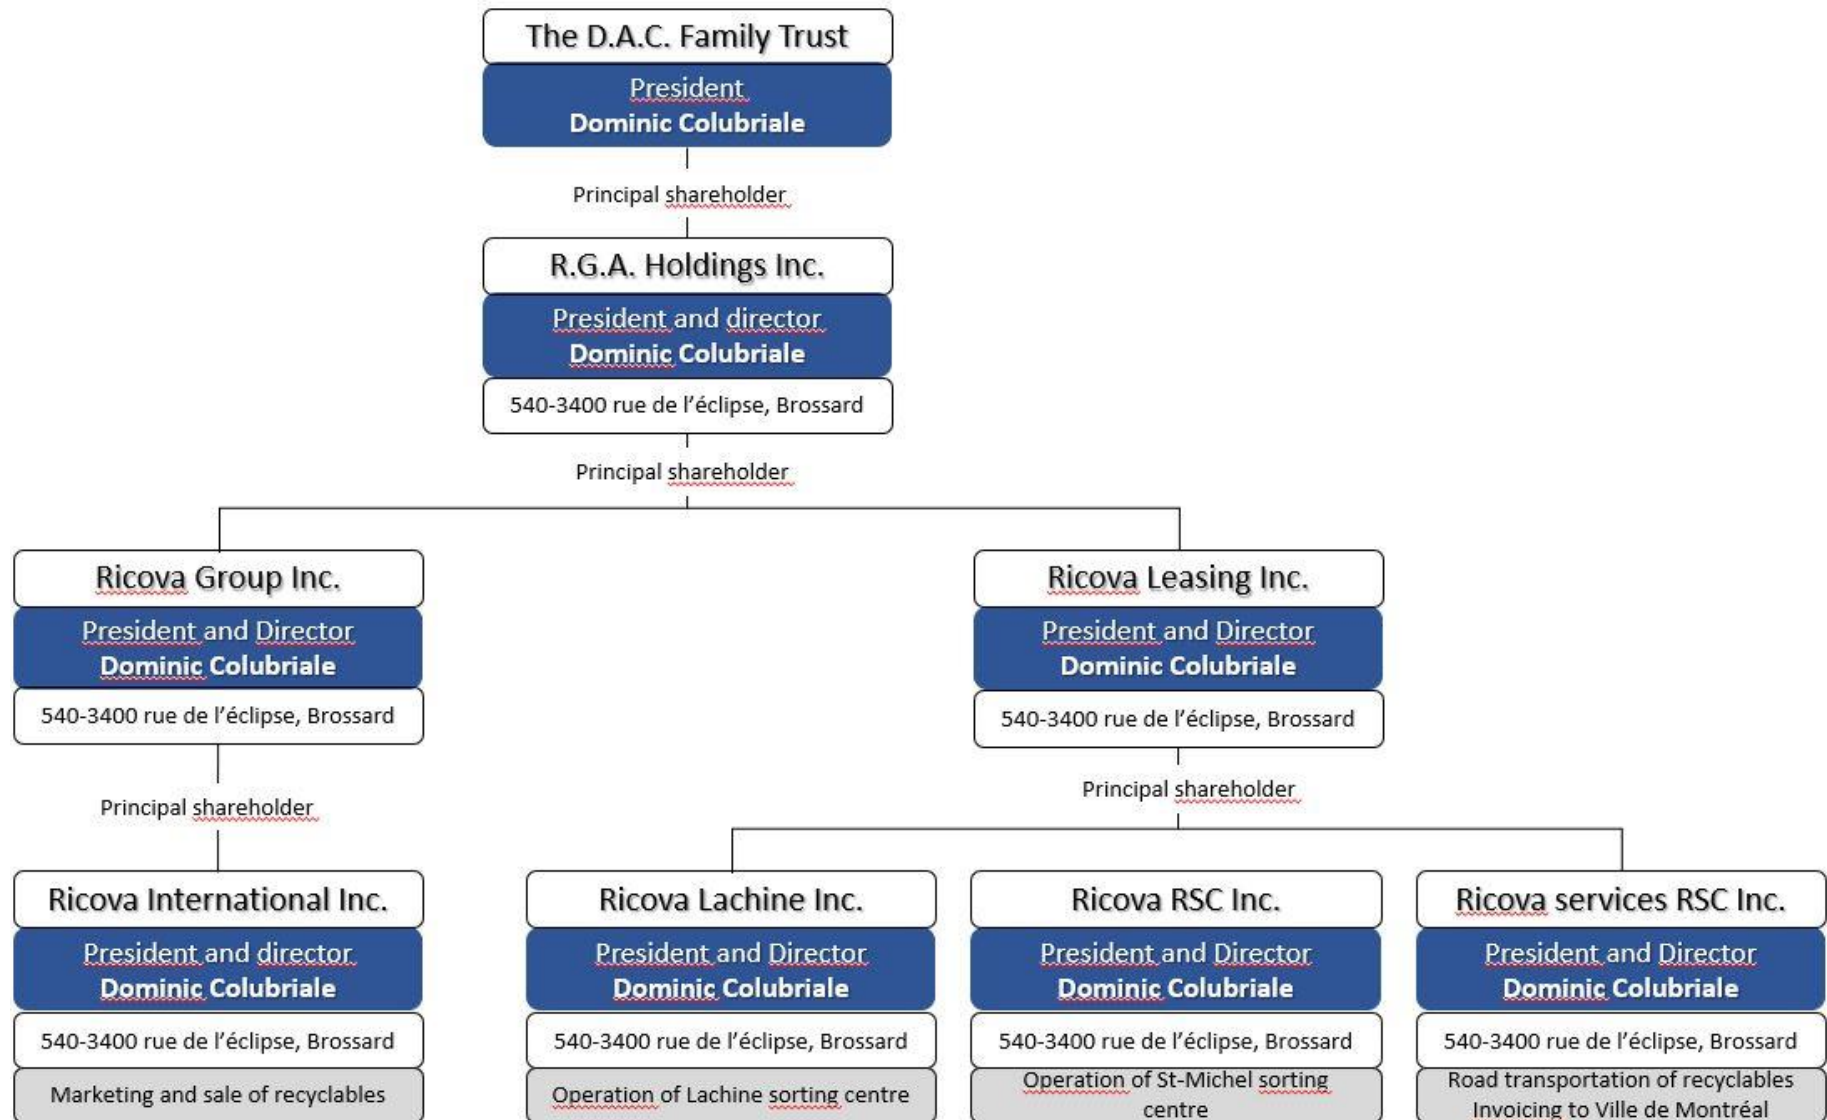 The D.A.C. Family Trust
President
Dominic Colubriale
Principal shareholder
R.G.A. Holdings Inc.
President and director
Dominic Colubriale
540-3400 rue de l’éclipse, Brossard
Principal shareholder
Ricova Group Inc.
President and Director
Dominic Colubriale
540-3400 rue de l’éclipse, Brossard
Principal shareholder
Ricova International Inc.
President and director
Dominic Colubriale
540-3400 rue de l’éclipse, Brossard
Marketing and sale of recyclables
Ricova Leasing Inc.
President and Director
Dominic Colubriale
540-3400 rue de l’éclipse, Brossard
Principal shareholder
Ricova Lachine Inc.
President and Director
Dominic Colubriale
540-3400 rue de l’éclipse, Brossard
Operation of Lachine sorting centre
Ricova RSC Inc.
President and Director
Dominic Colubriale
540-3400 rue de l’éclipse, Brossard
Operation of St-Michel sorting
centre
Ricova services RSC Inc.
President and Director
Dominic Colubriale
540-3400 rue de l’éclipse, Brossard
Road transportation of recyclables
Invoicing to Ville de Montréal